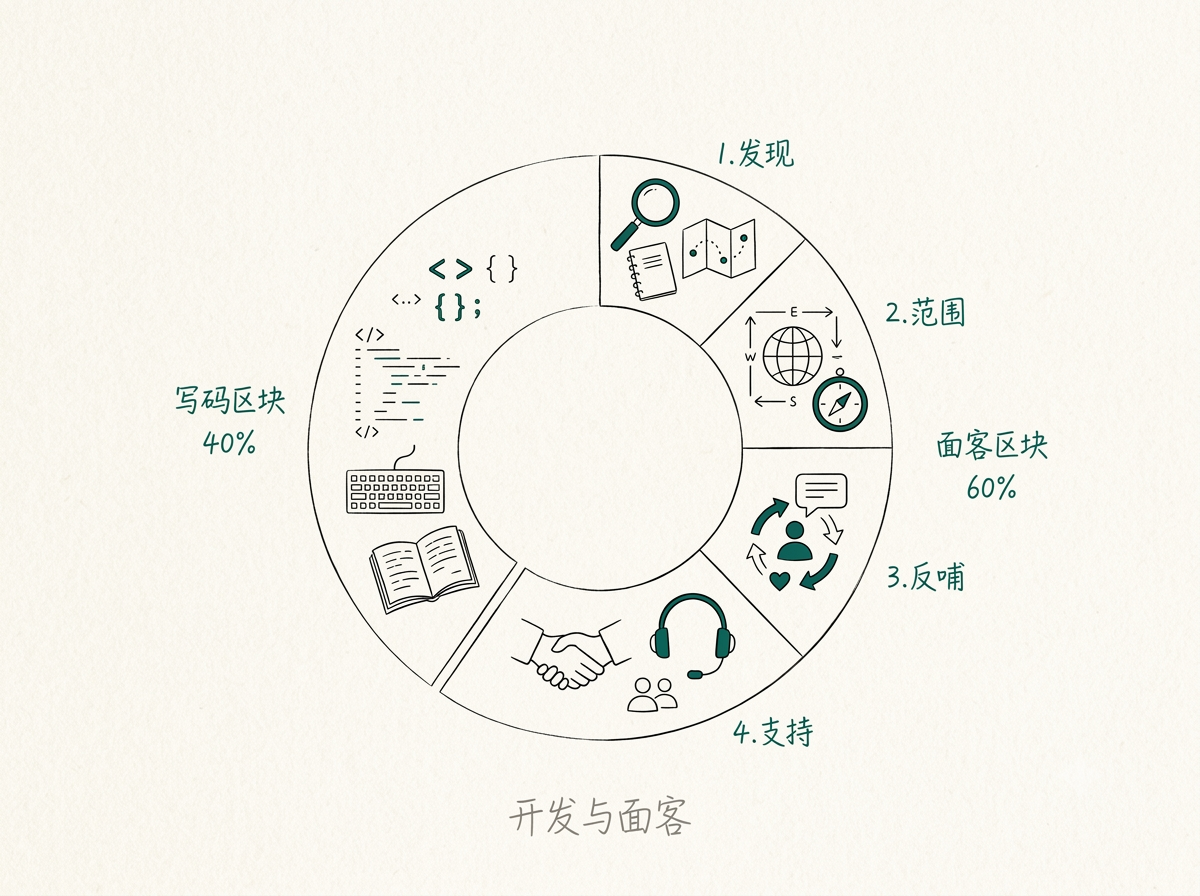 1.发现
< > { }
<..> { };
</>
E
2.范围
W
S
</>
写码区块
40%
面客区块
60%
3.反哺
4.支持
开发与面客